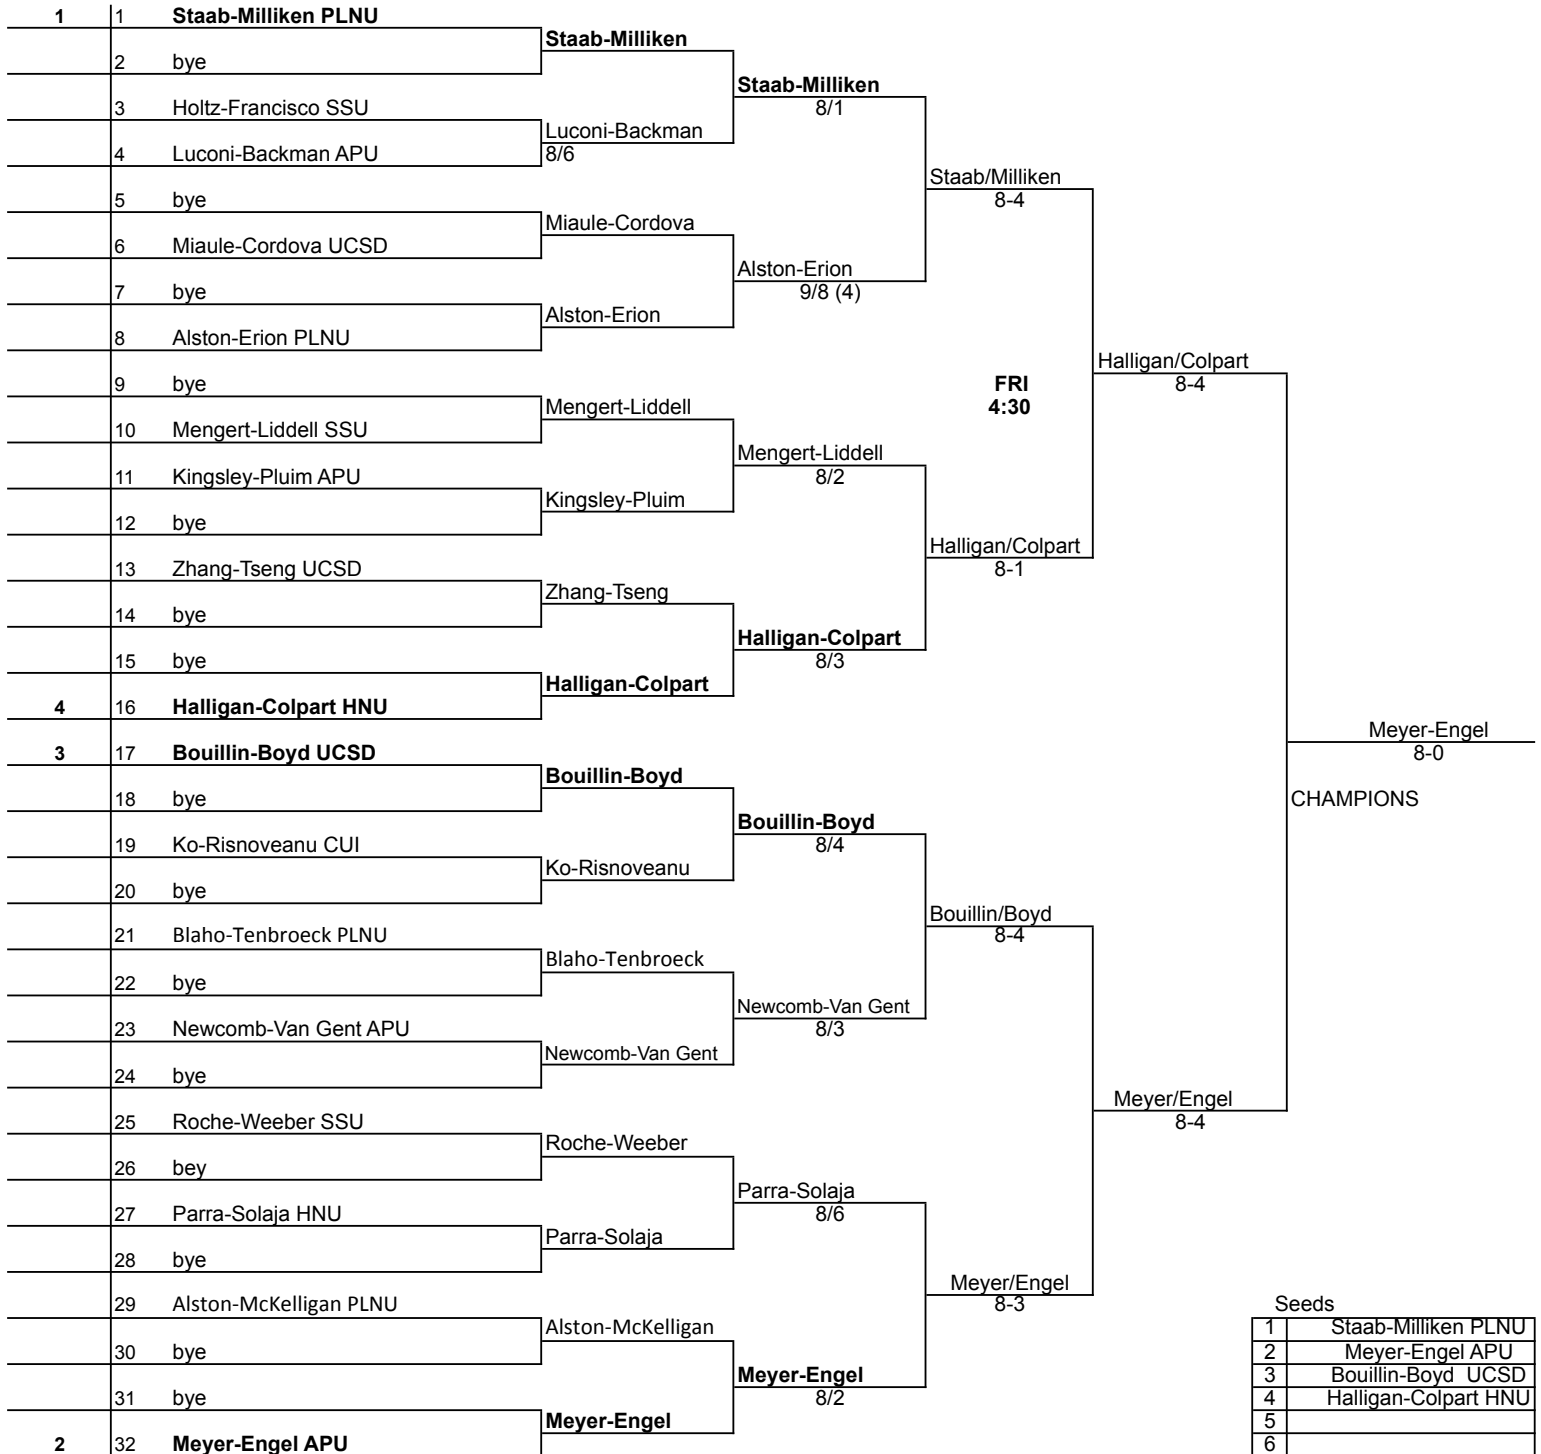 1 1 Staab-Milliken PLNU
Staab-Milliken
2 bye
Staab-Milliken
3 Holtz-Francisco SSU 8/1
Luconi-Backman
4 Luconi-Backman APU 8/6
Staab/Milliken
5 bye 8-4
Miaule-Cordova
6 Miaule-Cordova UCSD
Alston-Erion
7 bye 9/8 (4)
Alston-Erion
8 Alston-Erion PLNU
Halligan/Colpart
9 bye FRI 8-4
Mengert-Liddell 4:30
10 Mengert-Liddell SSU
Mengert-Liddell
11 Kingsley-Pluim APU 8/2
Kingsley-Pluim
12 bye
Halligan/Colpart
13 Zhang-Tseng UCSD 8-1
Zhang-Tseng
14 bye
Halligan-Colpart
15 bye 8/3
Halligan-Colpart
4 16 Halligan-Colpart HNU
Meyer-Engel
3 17 Bouillin-Boyd UCSD 8-0
Bouillin-Boyd
18 bye CHAMPIONS
Bouillin-Boyd
19 Ko-Risnoveanu CUI 8/4
Ko-Risnoveanu
20 bye
Bouillin/Boyd
21 Blaho-Tenbroeck PLNU 8-4
Blaho-Tenbroeck
22 bye
Newcomb-Van Gent
23 Newcomb-Van Gent APU 8/3
Newcomb-Van Gent
24 bye
Meyer/Engel
25 Roche-Weeber SSU 8-4
Roche-Weeber
26 bey
Parra-Solaja
27 Parra-Solaja HNU 8/6
Parra-Solaja
28 bye
Meyer/Engel
29 Alston-McKelligan PLNU 8-3 Seeds
Alston-McKelligan 1 Staab-Milliken PLNU
30 bye 2 Meyer-Engel APU
Meyer-Engel 3 Bouillin-Boyd UCSD
31 bye 8/2 4 Halligan-Colpart HNU
Meyer-Engel 5
2 32 Meyer-Engel APU 6